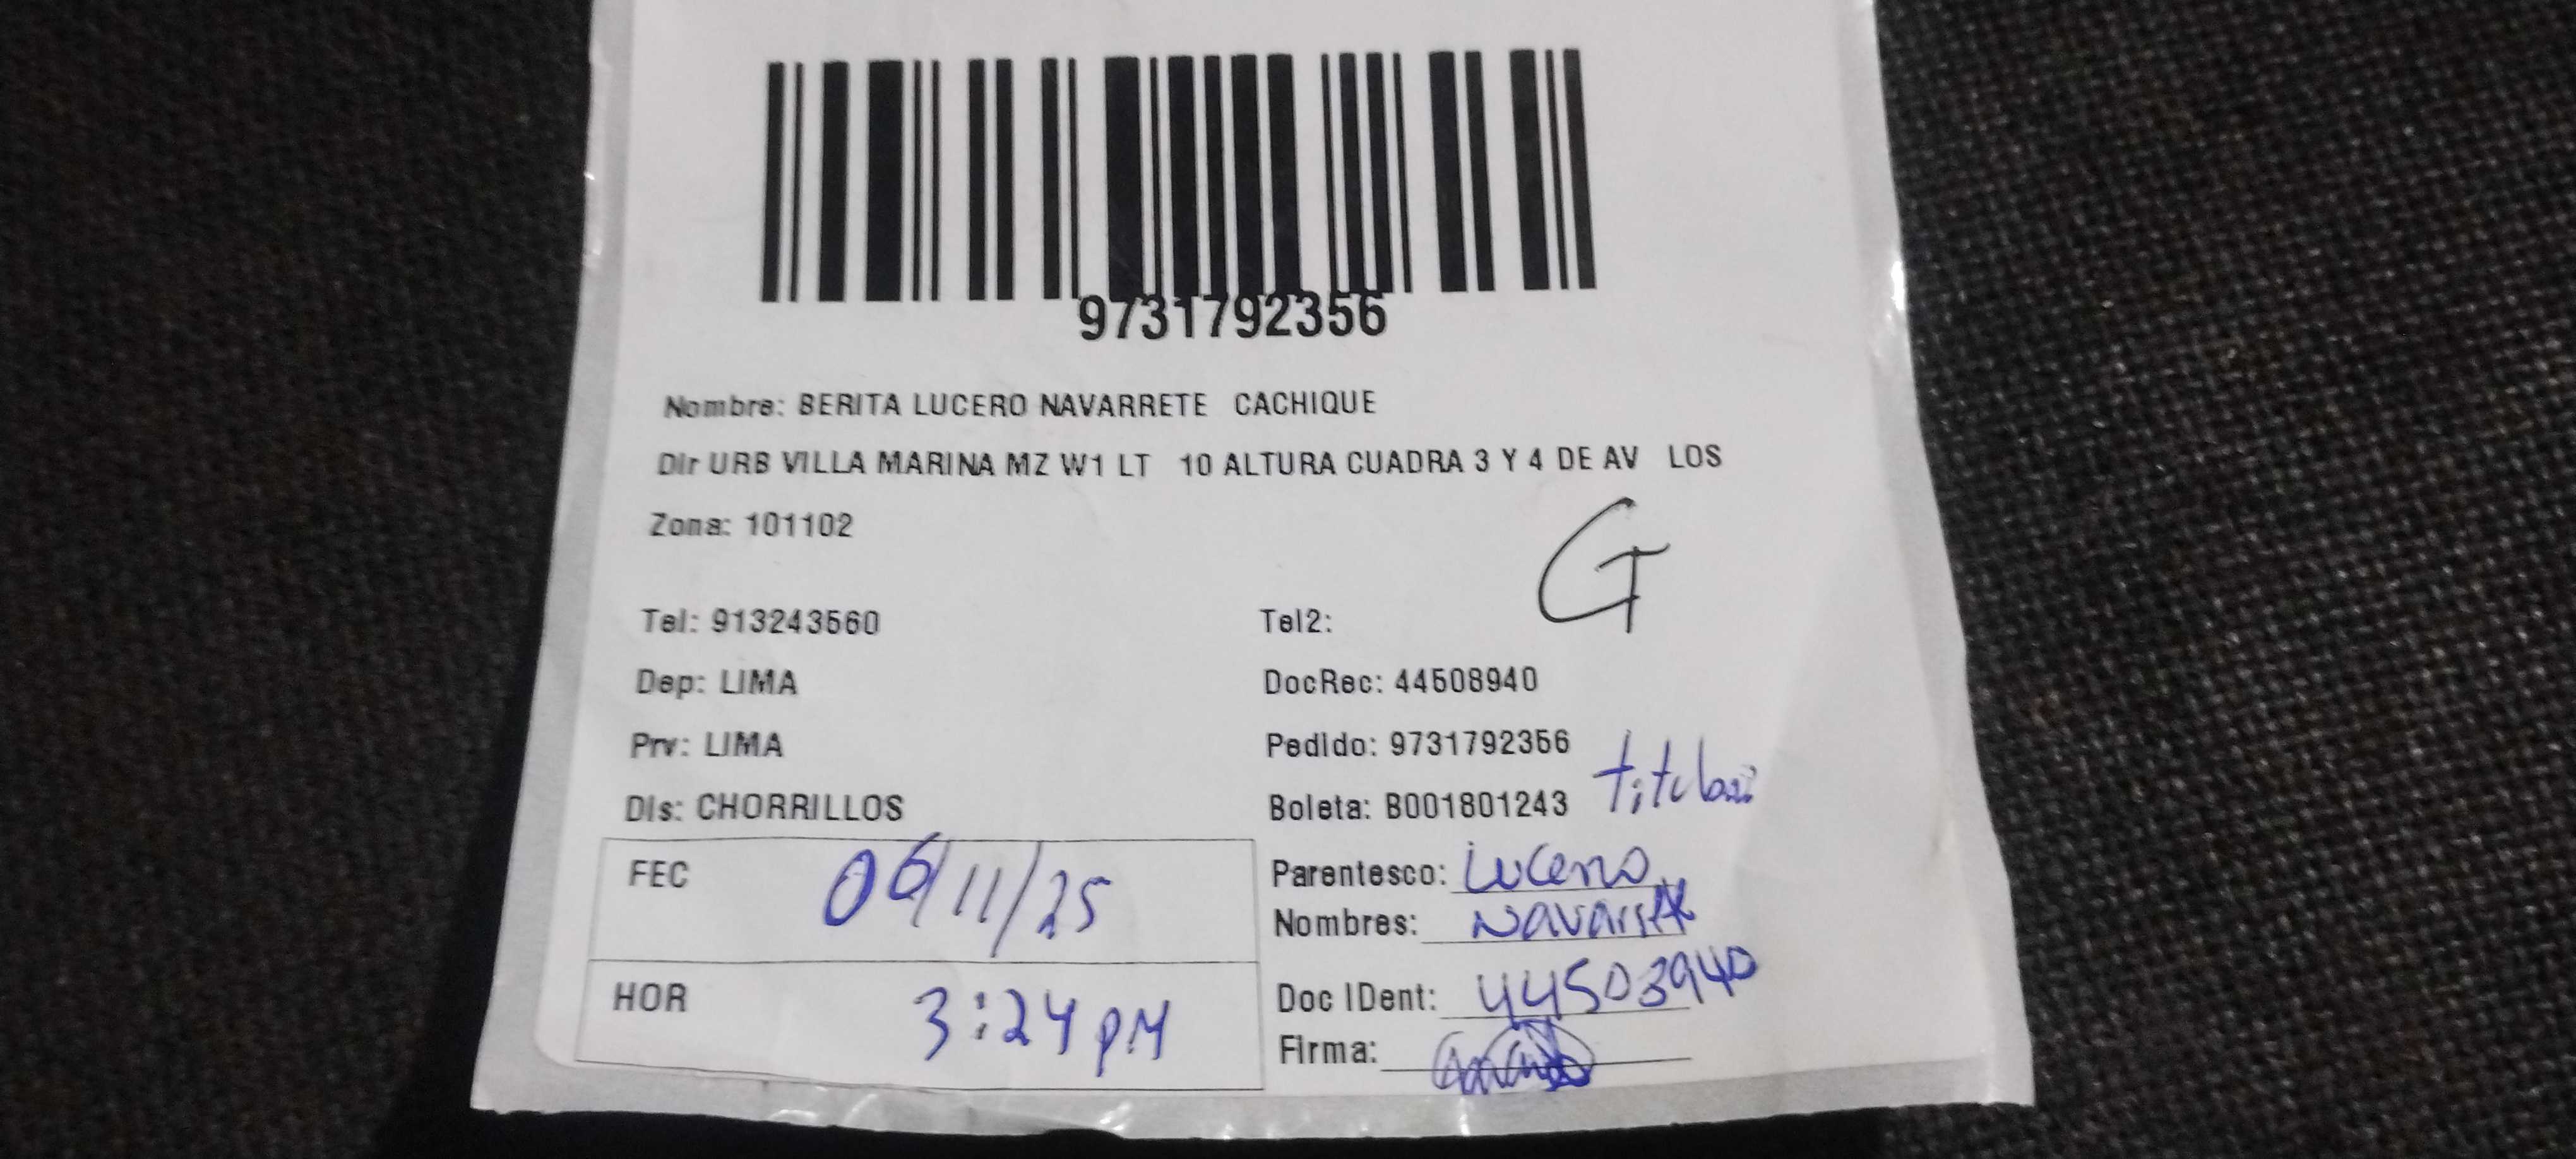 9731792356
Nombre: BERITA LUCERO NAVARRETE CACHIQUE
Dir URB VILLA MARINA MZ W1 LT 10 ALTURA CUADRA 3 Y 4 DE AV LOS
Zona: 101102
G
Tel: 913243560 Tel2:
Dep: LIMA DocRec: 44508940
Prv: LIMA Pedido: 9731792356
titular
Dis: CHORRILLOS Boleta: B001801243
FEC 06/11/25 Parentesco: Lucero
Nombres: Navarrete
HOR 3:24 pM Doc IDent: 44503940
Firma: